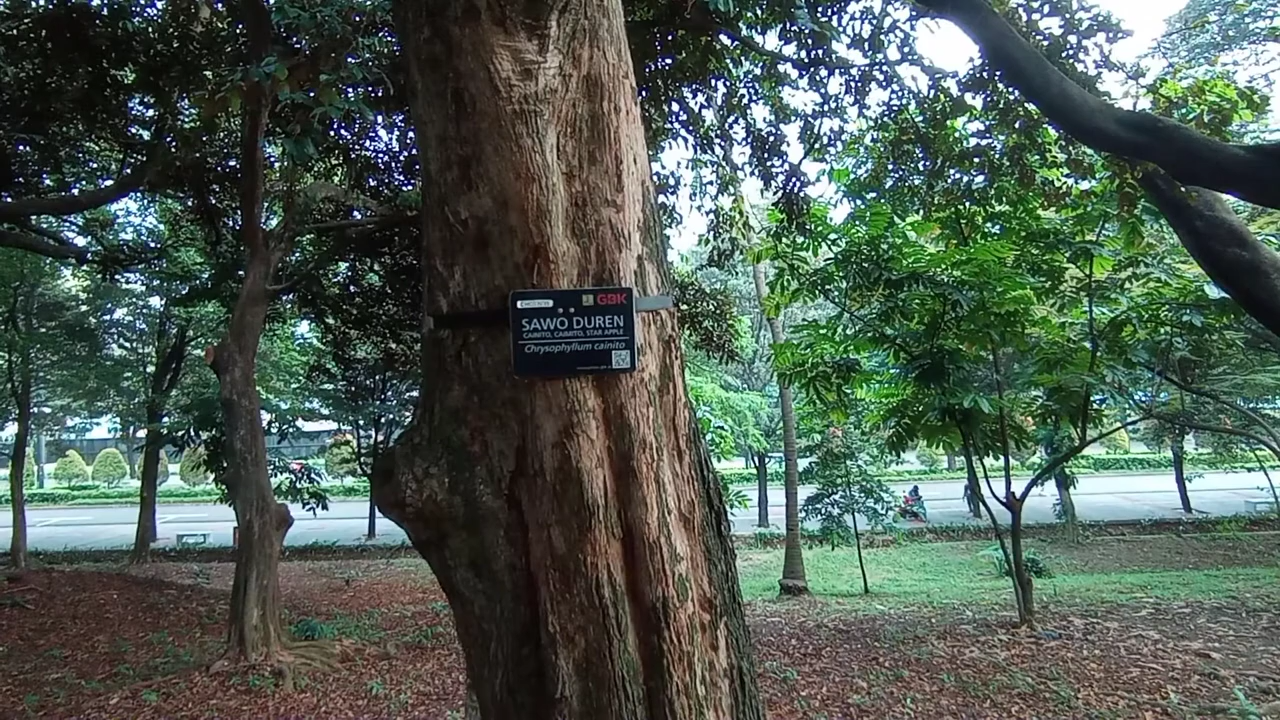 GBK
SAWO DUREN
CAINITO, CAIMITO, STAR APPLE
Chrysophyllum cainito